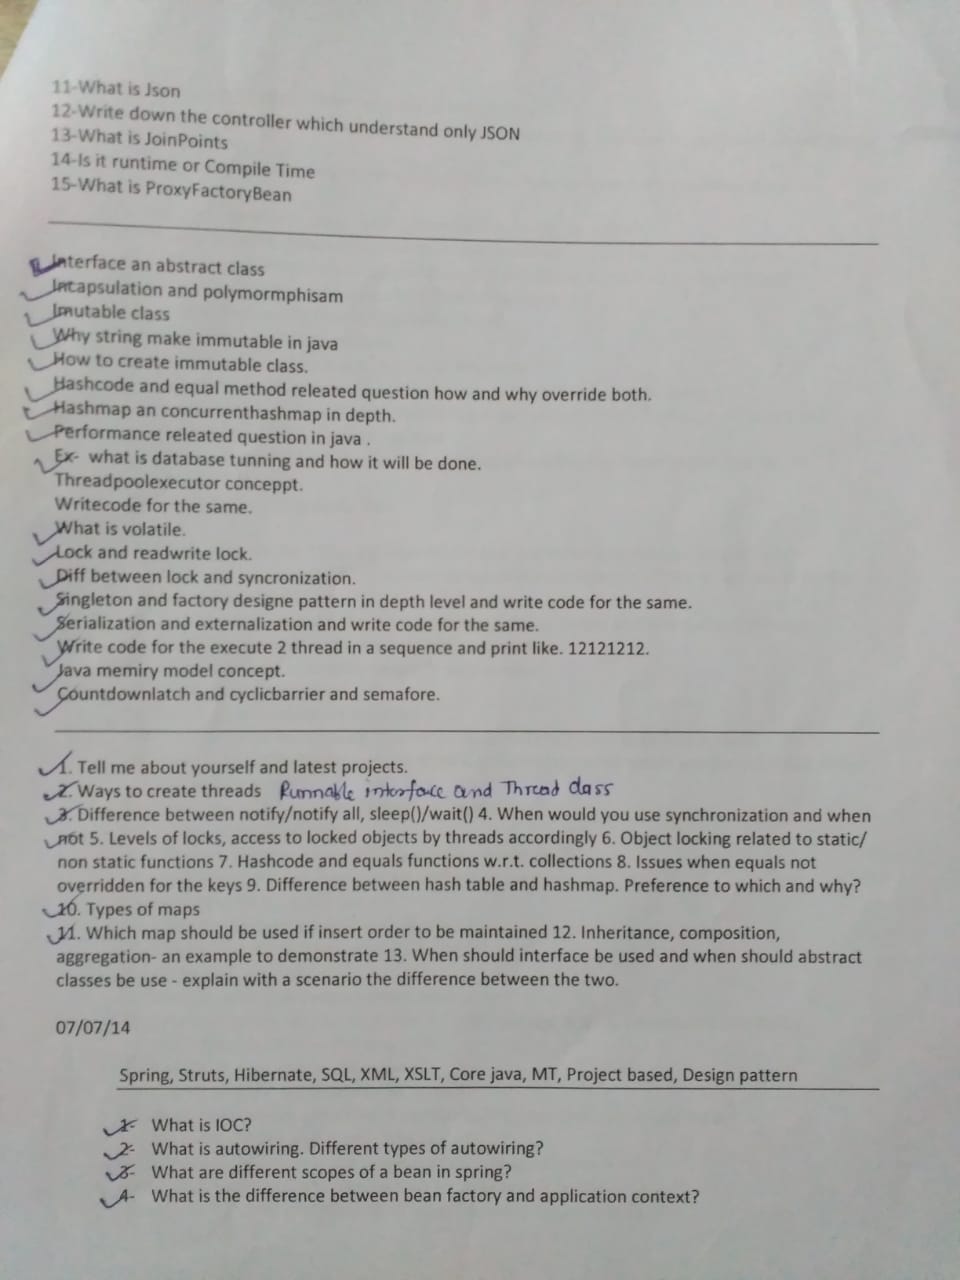 11-What is Json
12-Write down the controller which understand only JSON
13-What is JoinPoints
14-Is it runtime or Compile Time
15-What is ProxyFactoryBean
Interface an abstract class
Incapsulation and polymormphisam
Imutable class
Why string make immutable in java
How to create immutable class.
Hashcode and equal method releated question how and why override both.
Hashmap an concurrenthashmap in depth.
Performance releated question in java .
Ex- what is database tunning and how it will be done.
Threadpoolexecutor conceppt.
Writecode for the same.
What is volatile.
Lock and readwrite lock.
Diff between lock and syncronization.
Singleton and factory designe pattern in depth level and write code for the same.
Serialization and externalization and write code for the same.
Write code for the execute 2 thread in a sequence and print like. 12121212.
Java memiry model concept.
Countdownlatch and cyclicbarrier and semafore.
1. Tell me about yourself and latest projects.
2. Ways to create threads Runnable interface and Thread class
3. Difference between notify/notify all, sleep()/wait() 4. When would you use synchronization and when
not 5. Levels of locks, access to locked objects by threads accordingly 6. Object locking related to static/
non static functions 7. Hashcode and equals functions w.r.t. collections 8. Issues when equals not
overridden for the keys 9. Difference between hash table and hashmap. Preference to which and why?
10. Types of maps
11. Which map should be used if insert order to be maintained 12. Inheritance, composition,
aggregation- an example to demonstrate 13. When should interface be used and when should abstract
classes be use - explain with a scenario the difference between the two.
07/07/14
Spring, Struts, Hibernate, SQL, XML, XSLT, Core java, MT, Project based, Design pattern
1- What is IOC?
2- What is autowiring. Different types of autowiring?
3- What are different scopes of a bean in spring?
4- What is the difference between bean factory and application context?